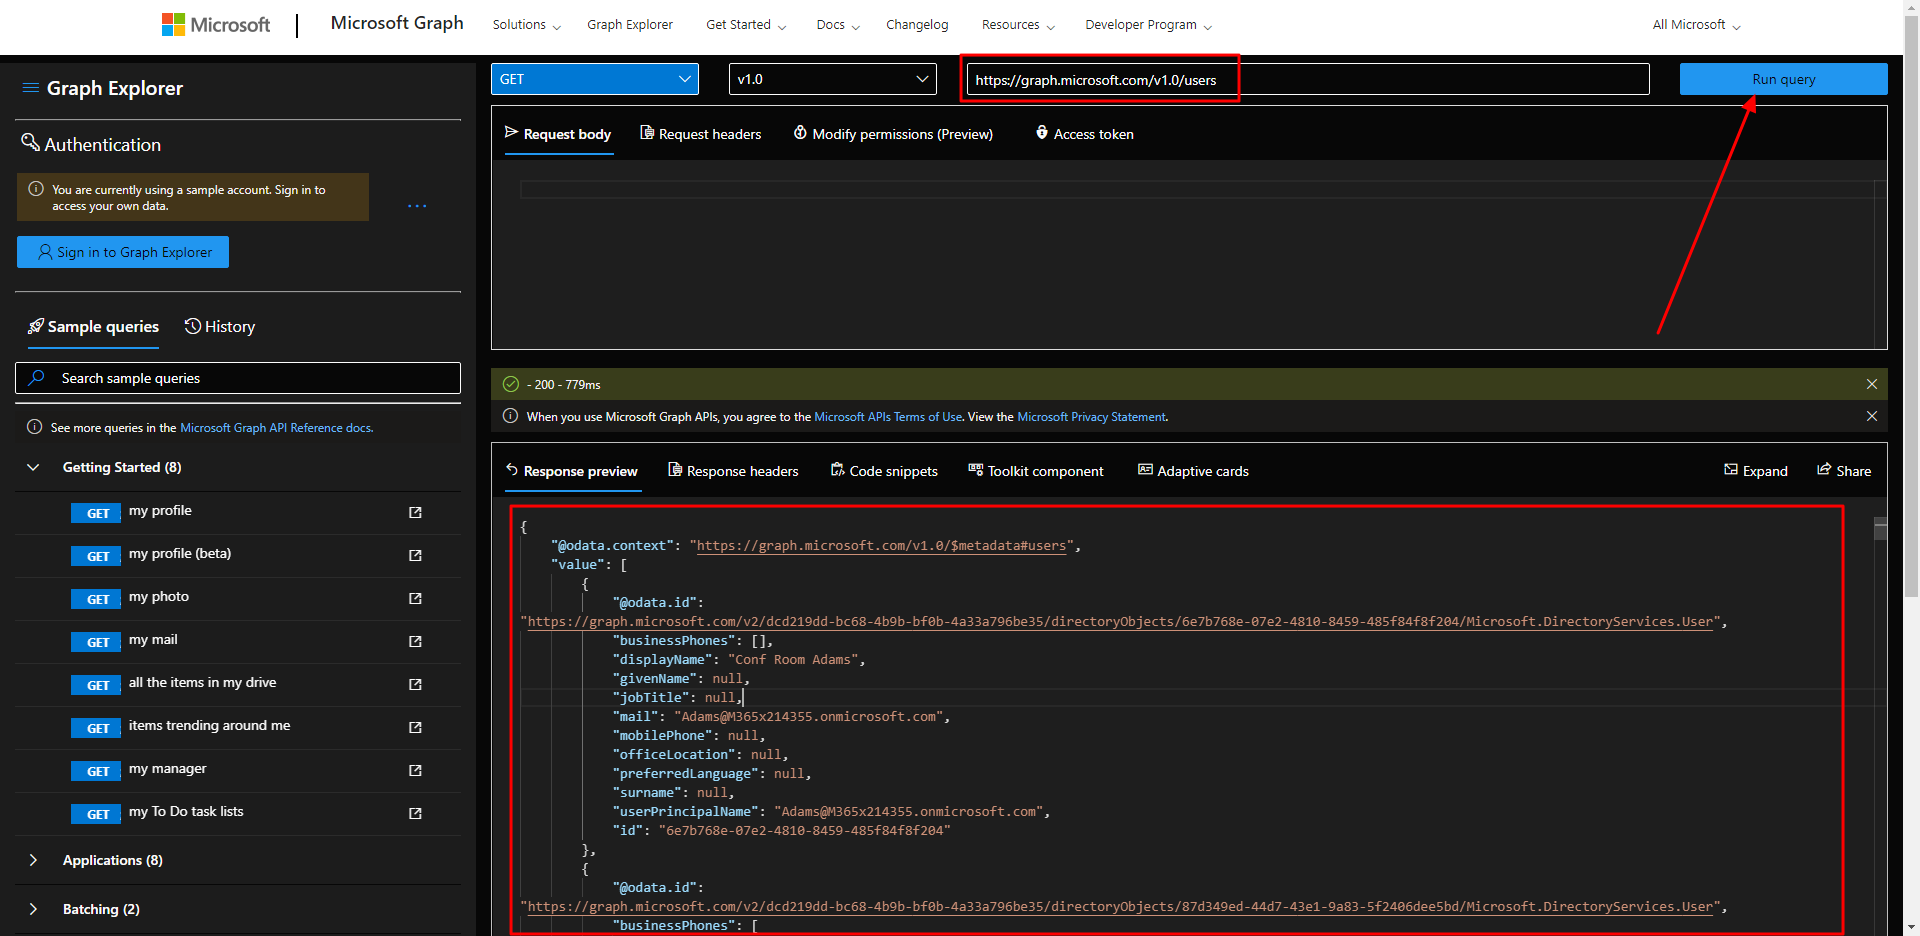 Microsoft | Microsoft Graph Solutions Graph Explorer Get Started Docs Changelog Resources Developer Program All Microsoft
Graph Explorer
Authentication
You are currently using a sample account. Sign in to
access your own data.
...
Sign in to Graph Explorer
Sample queries History
Search sample queries
See more queries in the Microsoft Graph API Reference docs.
Getting Started (8)
GET my profile
GET my profile (beta)
GET my photo
GET my mail
GET all the items in my drive
GET items trending around me
GET my manager
GET my To Do task lists
Applications (8)
Batching (2)
GET v1.0 https://graph.microsoft.com/v1.0/users Run query
Request body Request headers Modify permissions (Preview) Access token
- 200 - 779ms
When you use Microsoft Graph APIs, you agree to the Microsoft APIs Terms of Use. View the Microsoft Privacy Statement.
Response preview Response headers Code snippets Toolkit component Adaptive cards Expand Share
{
"@odata.context": "https://graph.microsoft.com/v1.0/$metadata#users",
"value": [
{
"@odata.id":
"https://graph.microsoft.com/v2/dcd219dd-bc68-4b9b-bf0b-4a33a796be35/directoryObjects/6e7b768e-07e2-4810-8459-485f84f8f204/Microsoft.DirectoryServices.User",
"businessPhones": [],
"displayName": "Conf Room Adams",
"givenName": null,
"jobTitle": null,
"mail": "Adams@M365x214355.onmicrosoft.com",
"mobilePhone": null,
"officeLocation": null,
"preferredLanguage": null,
"surname": null,
"userPrincipalName": "Adams@M365x214355.onmicrosoft.com",
"id": "6e7b768e-07e2-4810-8459-485f84f8f204"
},
{
"@odata.id":
"https://graph.microsoft.com/v2/dcd219dd-bc68-4b9b-bf0b-4a33a796be35/directoryObjects/87d349ed-44d7-43e1-9a83-5f2406dee5bd/Microsoft.DirectoryServices.User",
"businessPhones": [